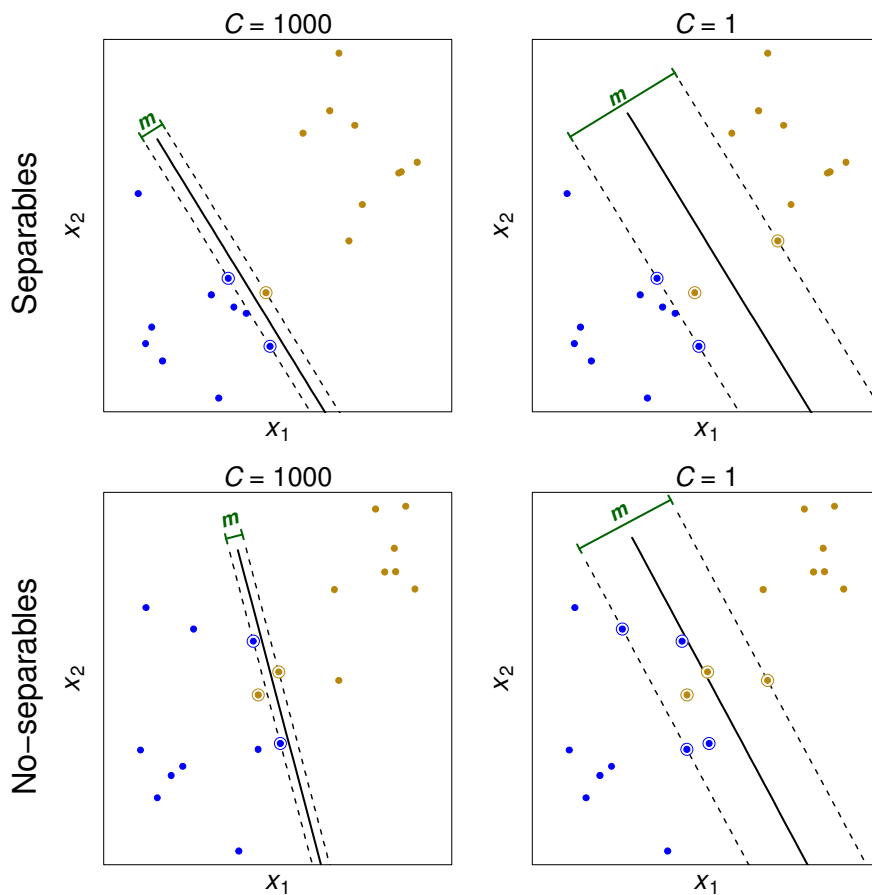 C = 1000
C = 1
Separables
x2
m
x2
m
x1
x1
C = 1000
C = 1
No−separables
x2
m
x2
m
x1
x1